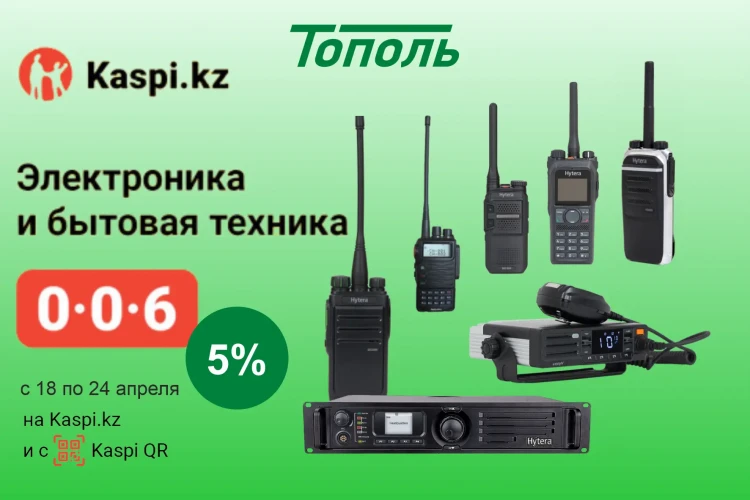 Тополь
Kaspi.kz
Электроника
и бытовая техника
0·0·6
5%
с 18 по 24 апреля
на Kaspi.kz
и с Kaspi QR
Hytera
Hytera
Hytera
Hytera
Hytera